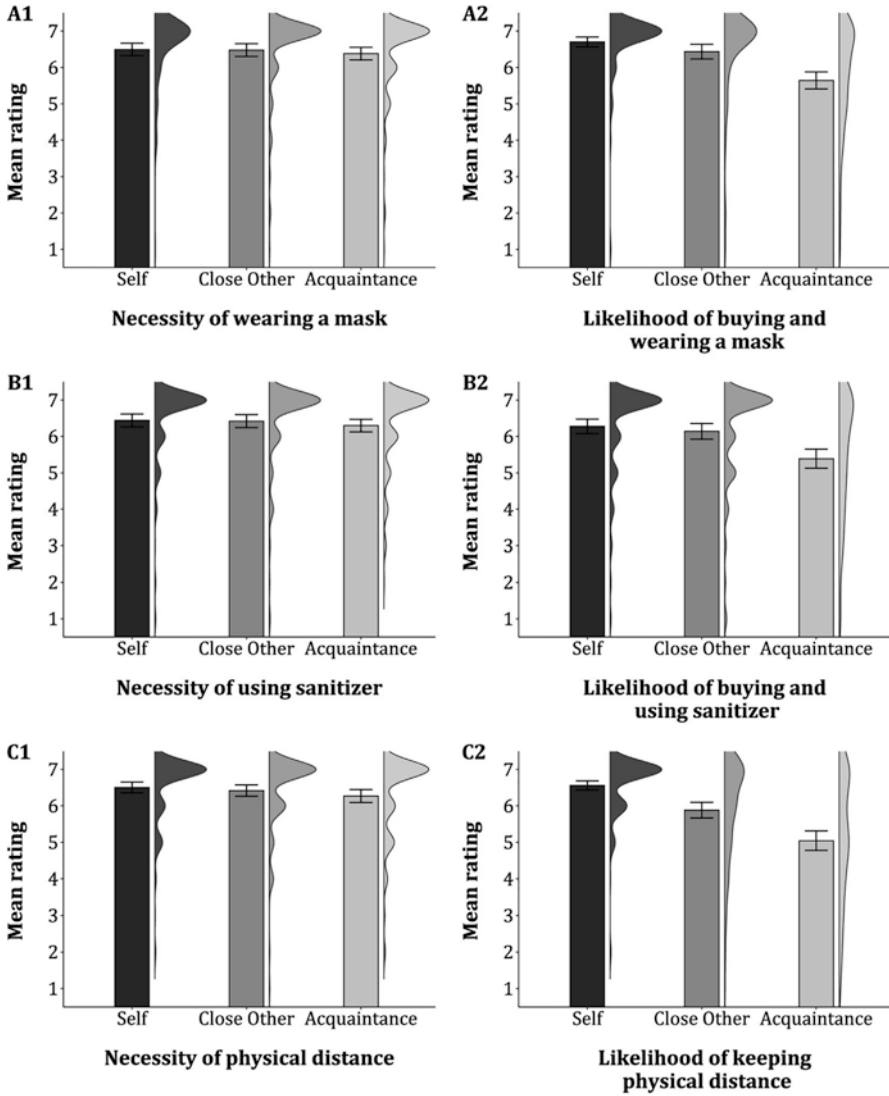 A1
Mean rating
7
6
5
4
3
2
1
Self Close Other Acquaintance
Necessity of wearing a mask
A2
Mean rating
7
6
5
4
3
2
1
Self Close Other Acquaintance
Likelihood of buying and
wearing a mask
B1
Mean rating
7
6
5
4
3
2
1
Self Close Other Acquaintance
Necessity of using sanitizer
B2
Mean rating
7
6
5
4
3
2
1
Self Close Other Acquaintance
Likelihood of buying and
using sanitizer
C1
Mean rating
7
6
5
4
3
2
1
Self Close Other Acquaintance
Necessity of physical distance
C2
Mean rating
7
6
5
4
3
2
1
Self Close Other Acquaintance
Likelihood of keeping
physical distance